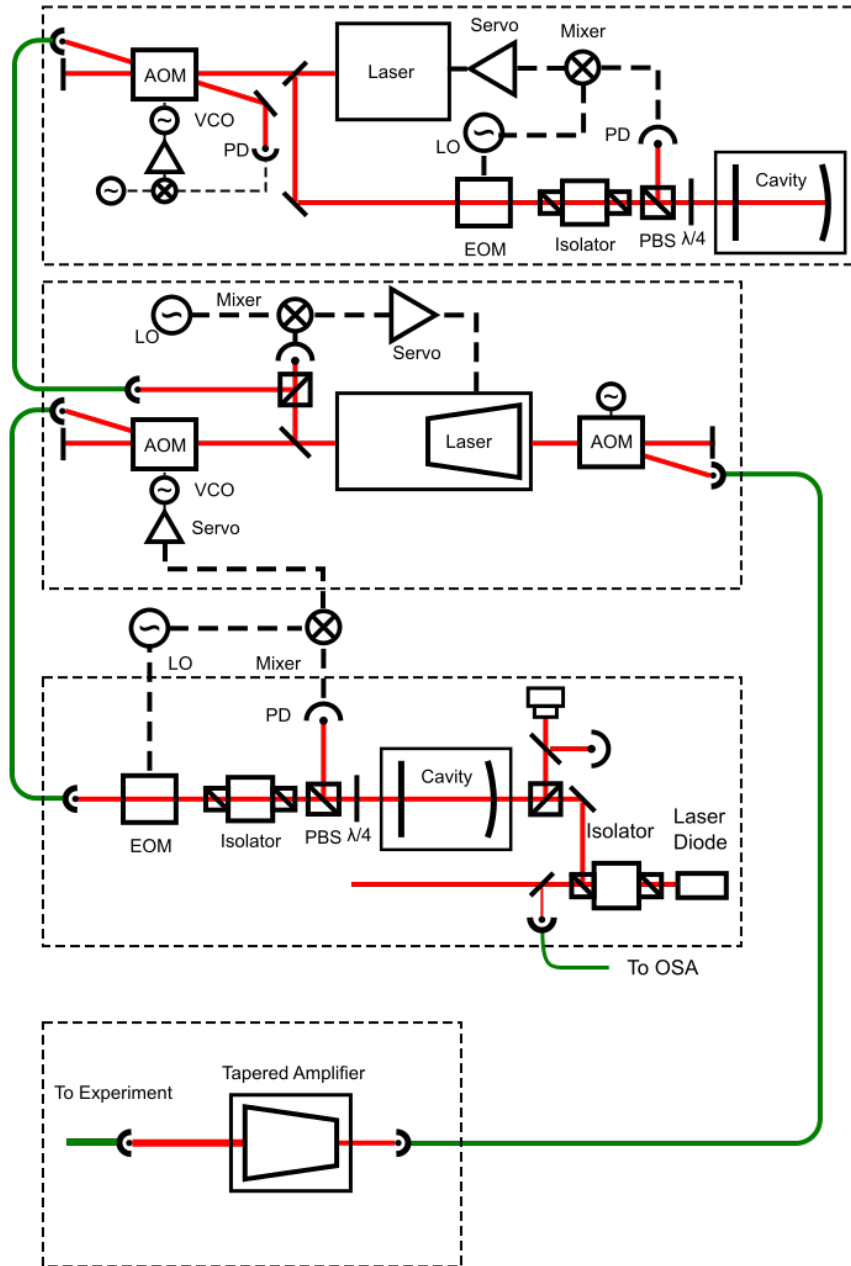 Servo
Mixer
AOM
Laser
VCO
PD
LO
PD
Cavity
EOM
Isolator
PBS λ/4
Mixer
LO
Servo
AOM
Laser
AOM
VCO
Servo
LO
Mixer
PD
Cavity
Isolator
Laser
Diode
EOM
Isolator
PBS λ/4
To OSA
Tapered Amplifier
To Experiment